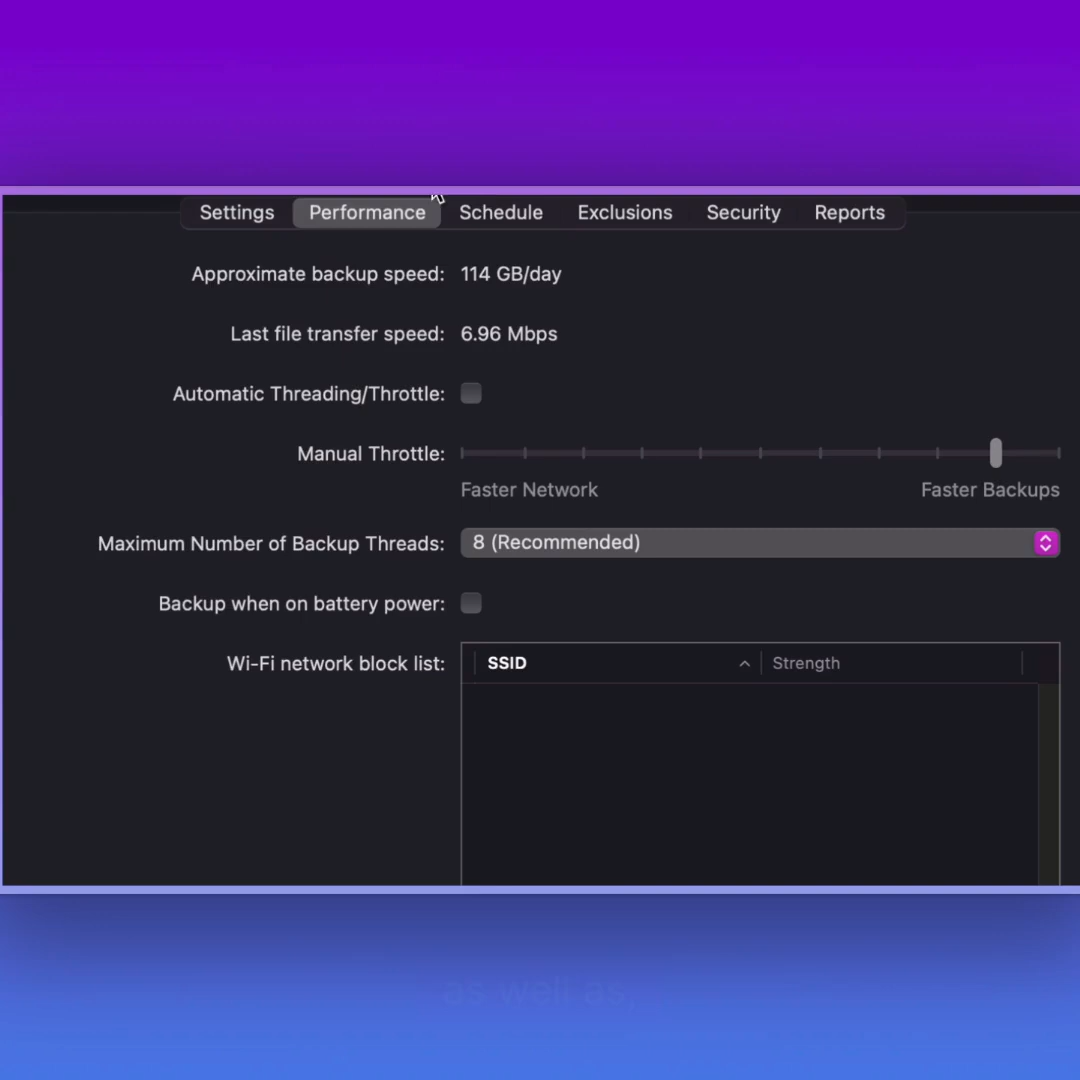 Settings Performance Schedule Exclusions Security Reports
Approximate backup speed: 114 GB/day
Last file transfer speed: 6.96 Mbps
Automatic Threading/Throttle:
Manual Throttle:
Faster Network Faster Backups
Maximum Number of Backup Threads: 8 (Recommended)
Backup when on battery power:
Wi-Fi network block list: SSID Strength
as well as,